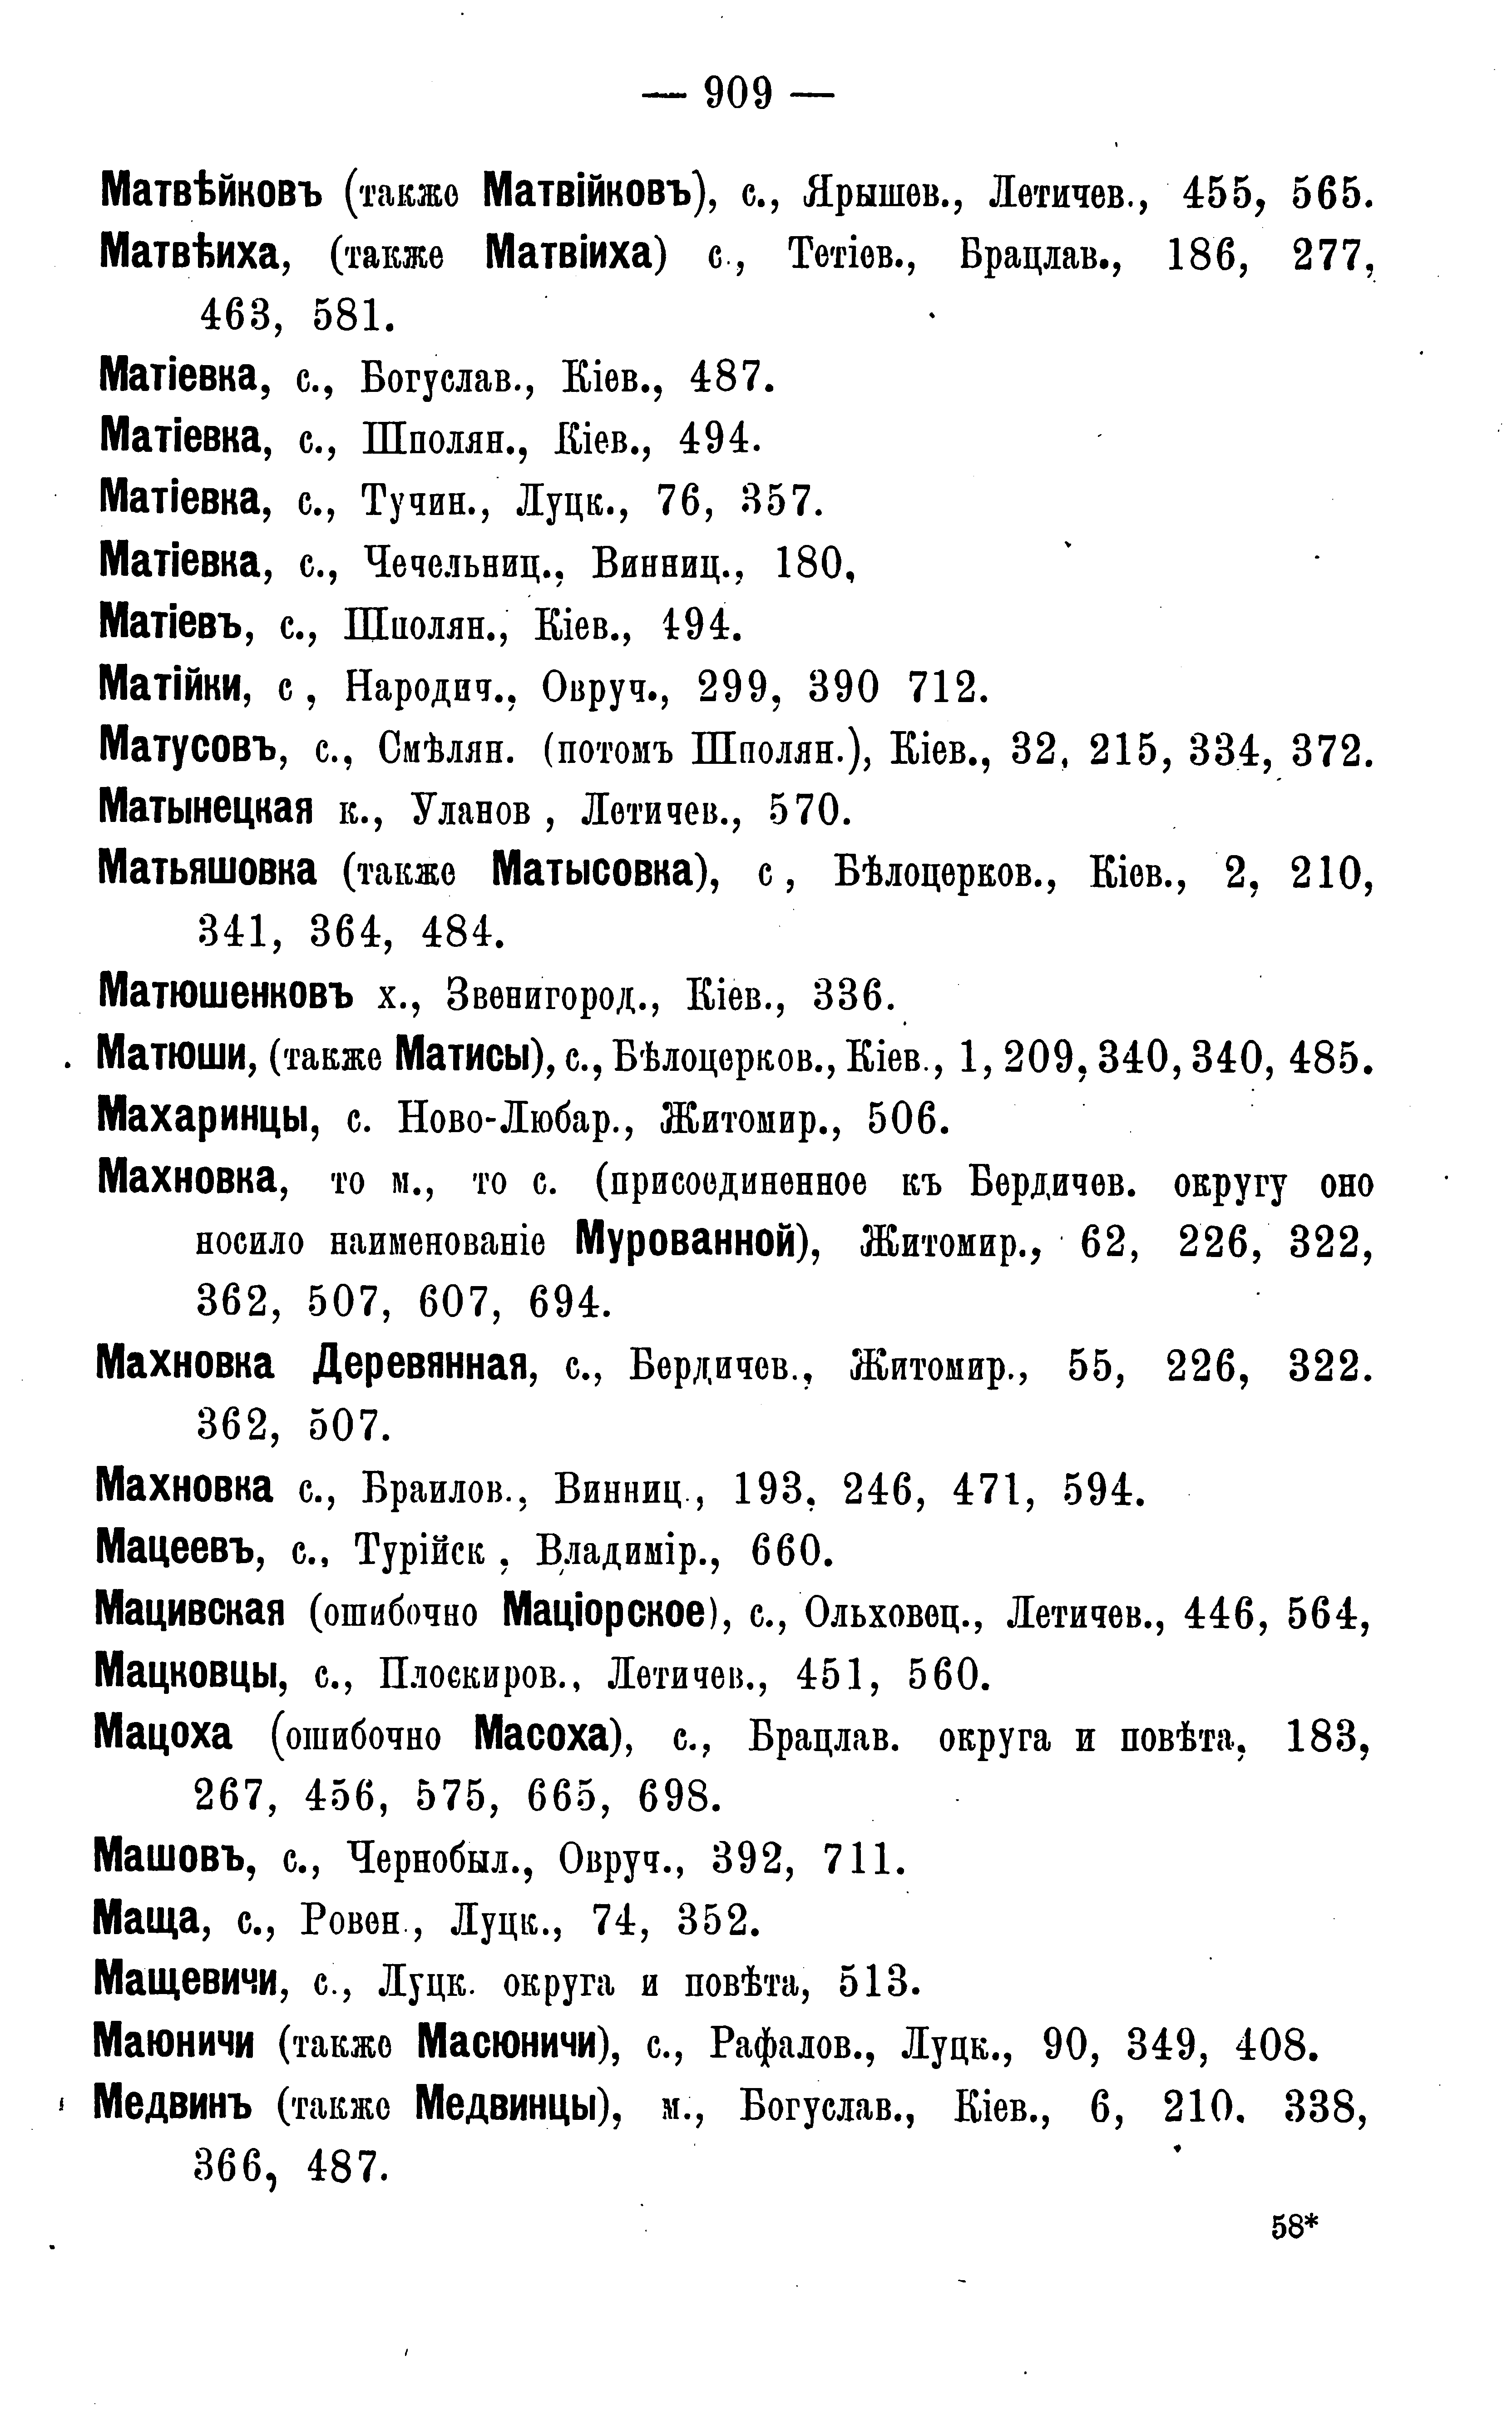 — 909 —
Матвѣйковъ (также Матвійковъ), с., Ярышев., Летичев., 455, 565.
Матвѣиха, (также Матвіиха) с., Тетіев., Брацлав., 186, 277,
463, 581.
Матіевка, с., Богуслав., Кіев., 487.
Матіевка, с., Шполян., Кіев., 494.
Матіевка, с., Тучин., Луцк., 76, 357.
Матіевка, с., Чечельниц., Винниц., 180,
Матіевъ, с., Шполян., Кіев., 494.
Матійки, с , Народич., Овруч., 299, 390 712.
Матусовъ, с., Смѣлян. (потомъ Шполян.), Кіев., 32, 215, 334, 372.
Матынецкая к., Уланов , Летичев., 570.
Матьяшовка (также Матысовка), с , Бѣлоцерков., Кіев., 2, 210,
341, 364, 484.
Матюшенковъ х., Звенигород., Кіев., 336.
Матюши, (также Матисы), с., Бѣлоцерков., Кіев., 1, 209, 340, 340, 485.
Махаринцы, с. Ново-Любар., Житомир., 506.
Махновка, то м., то с. (присоединенное къ Бердичев. округу оно
носило наименованіе Мурованной), Житомир., 62, 226, 322,
362, 507, 607, 694.
Махновка Деревянная, с., Бердичев., Житомир., 55, 226, 322.
362, 507.
Махновка с., Браилов., Винниц., 193, 246, 471, 594.
Мацеевъ, с., Турійск , Владимір., 660.
Мацивская (ошибочно Маціорское), с., Ольховец., Летичев., 446, 564,
Мацковцы, с., Плоскиров., Летичев., 451, 560.
Мацоха (ошибочно Масоха), с., Брацлав. округа и повѣта, 183,
267, 456, 575, 665, 698.
Машовъ, с., Чернобыл., Овруч., 392, 711.
Маща, с., Ровен., Луцк., 74, 352.
Мащевичи, с., Луцк. округа и повѣта, 513.
Маюничи (также Масюничи), с., Рафалов., Луцк., 90, 349, 408.
Медвинъ (также Медвинцы), м., Богуслав., Кіев., 6, 210. 338,
366, 487.
58*